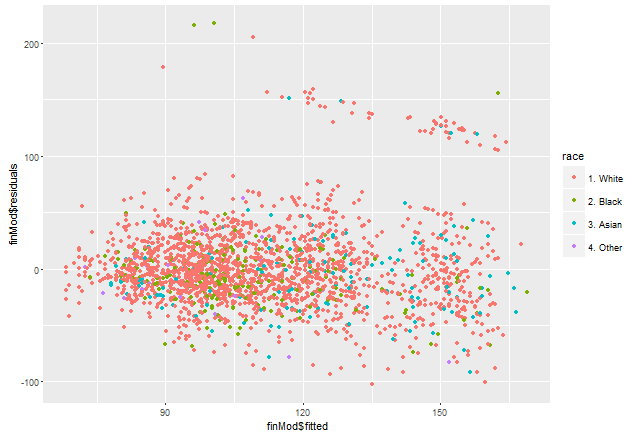 200
100
0
-100
finMod$residuals
90
120
150
finMod$fitted
race
1. White
2. Black
3. Asian
4. Other